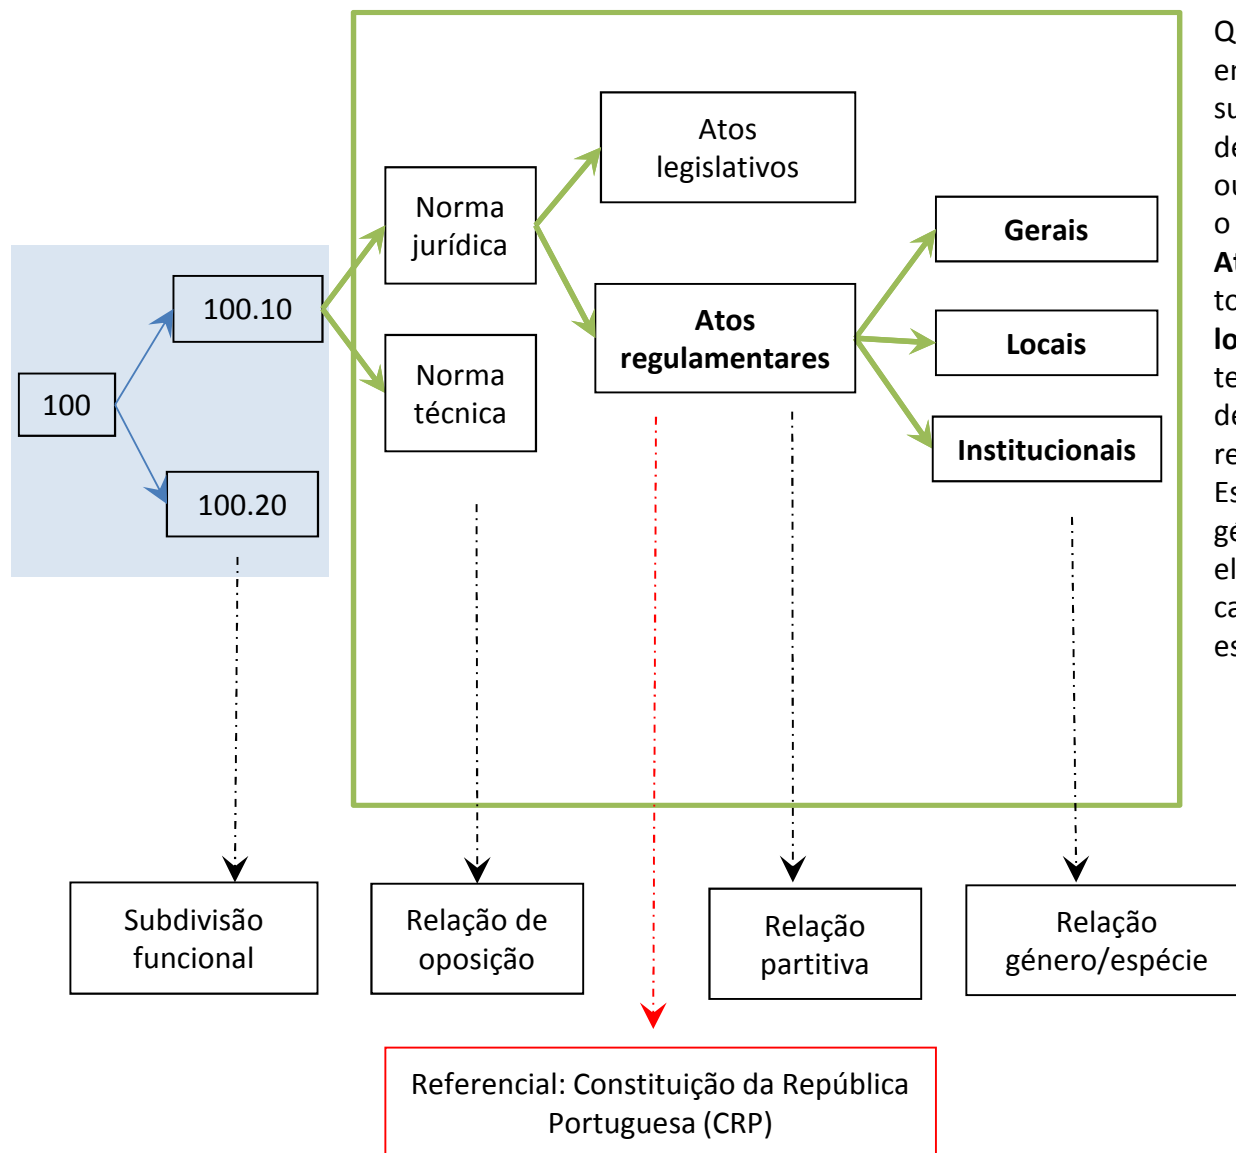 Atos
legislativos
Norma
jurídica
Gerais
100.10
Atos
regulamentares
Locais
Norma
técnica
100
Institucionais
100.20
Subdivisão
funcional
Relação de
oposição
Relação
partitiva
Relação
género/espécie
Referencial: Constituição da República
Portuguesa (CRP)